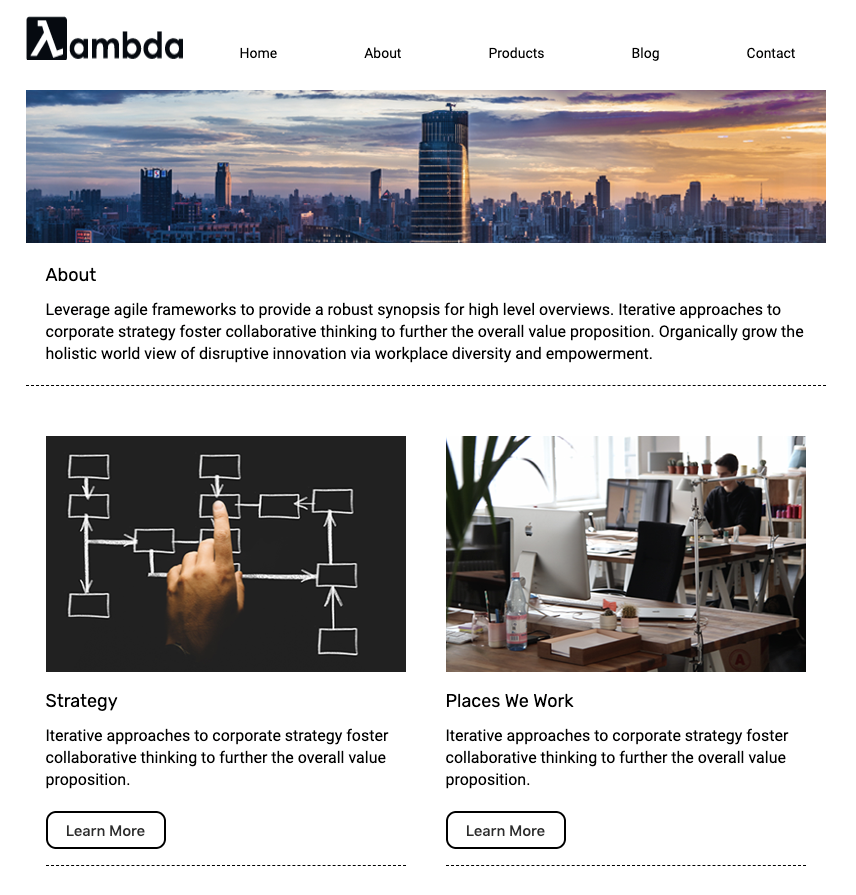 λambda
Home About Products Blog Contact
About
Leverage agile frameworks to provide a robust synopsis for high level overviews. Iterative approaches to
corporate strategy foster collaborative thinking to further the overall value proposition. Organically grow the
holistic world view of disruptive innovation via workplace diversity and empowerment.
Strategy
Iterative approaches to corporate strategy foster
collaborative thinking to further the overall value
proposition.
Learn More
Places We Work
Iterative approaches to corporate strategy foster
collaborative thinking to further the overall value
proposition.
Learn More